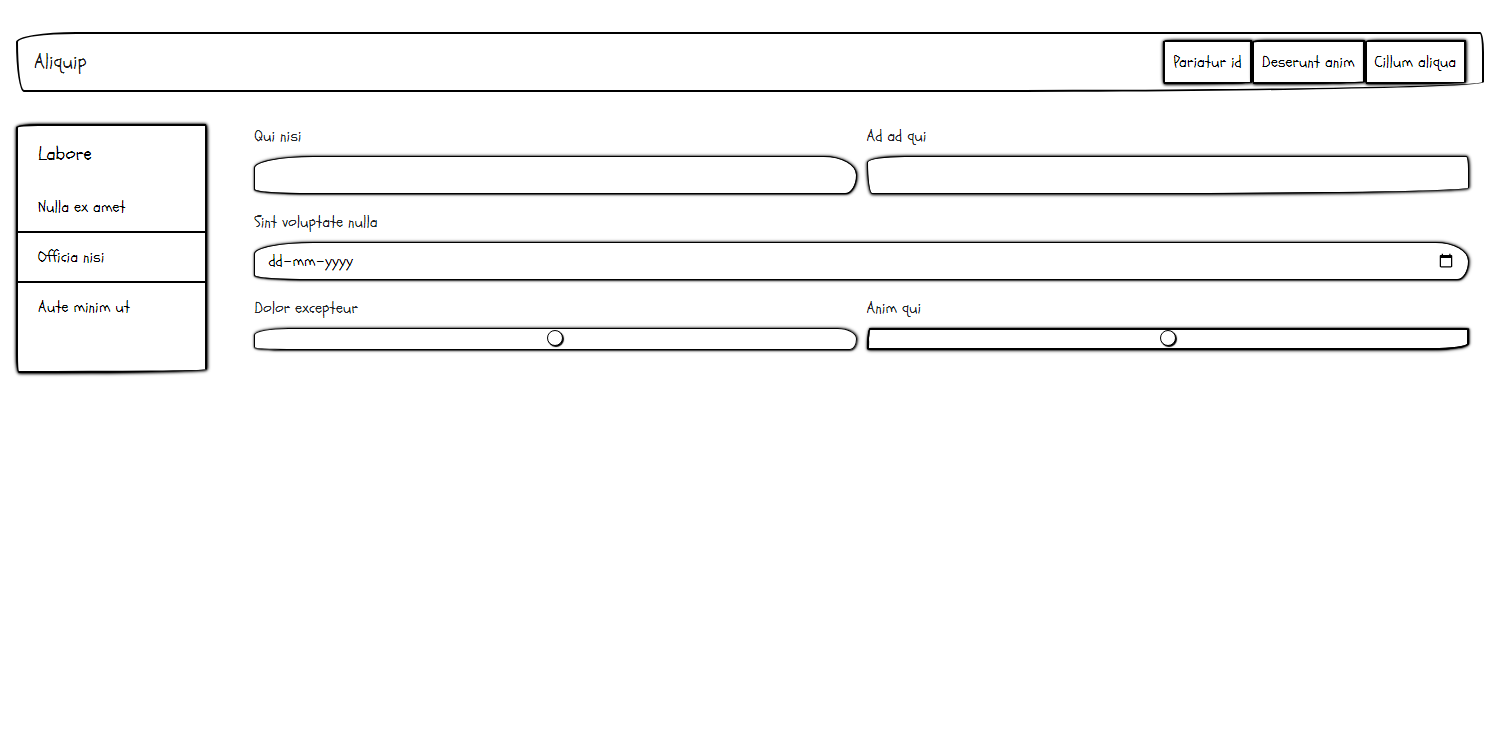 Aliquip
Pariatur id
Deserunt anim
Cillum aliqua
Labore
Nulla ex amet
Officia nisi
Aute minim ut
Qui nisi
Ad ad qui
Sint voluptate nulla
dd-mm-yyyy
Dolor excepteur
Anim qui